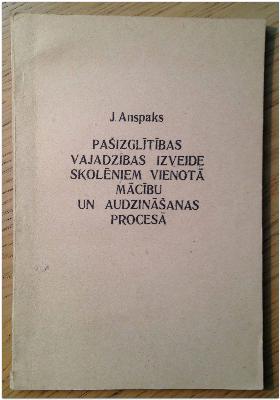 J. Anspaks
PAŠIZGLĪTĪBAS
VAJADZĪBAS IZVEIDE
SKOLĒNIEM VIENOTĀ
MĀCĪBU
UN AUDZINĀŠANAS
PROCESĀ